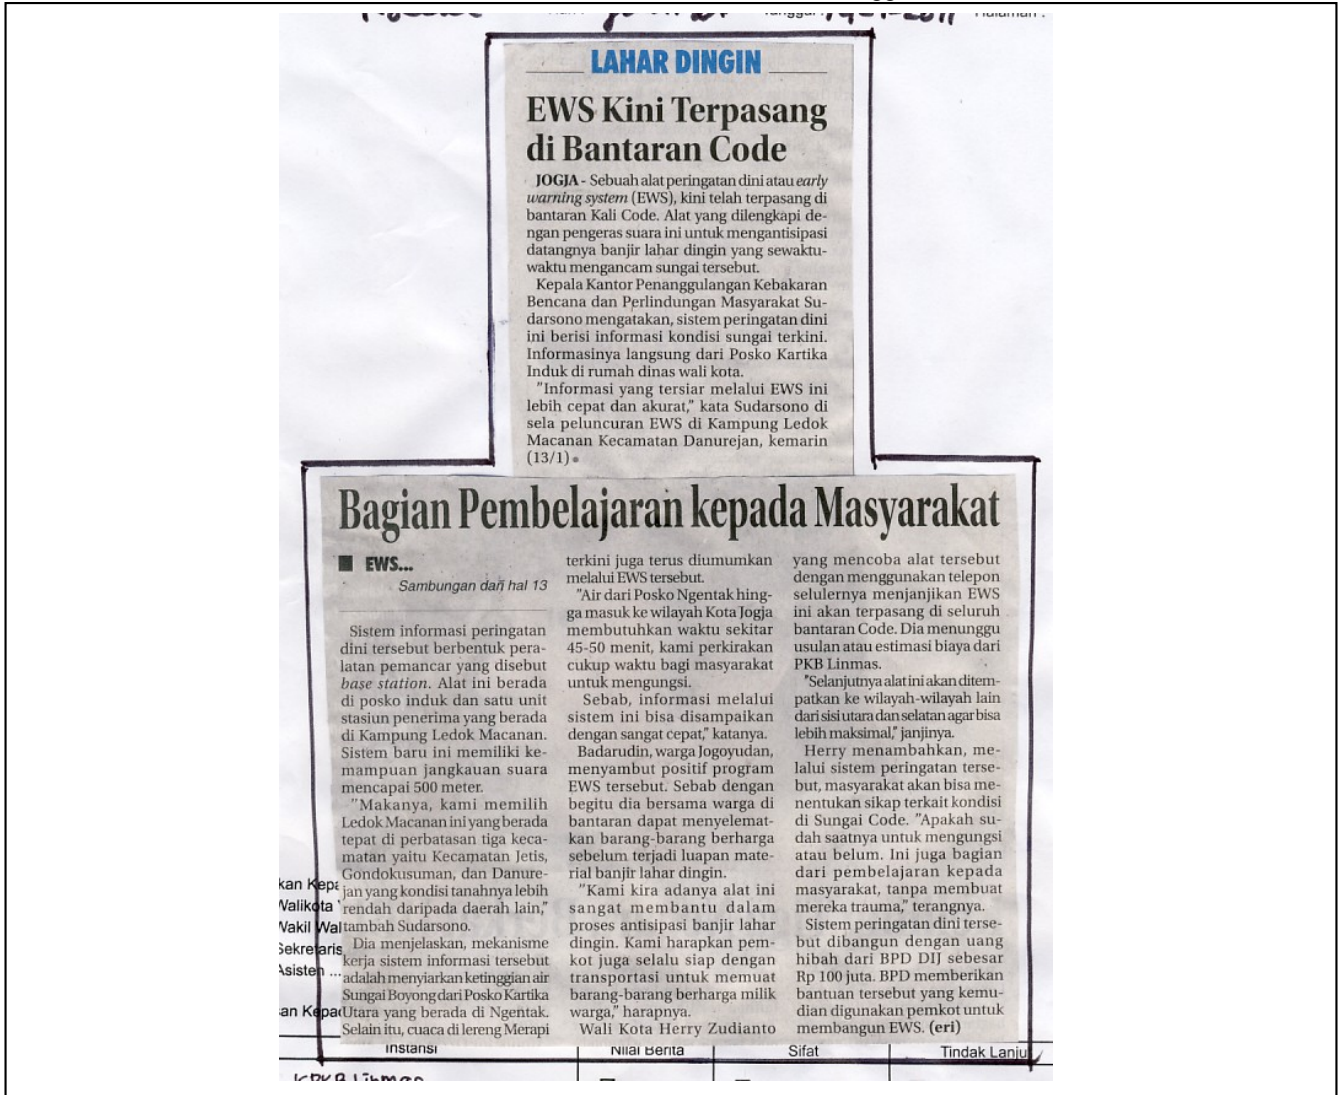 LAHAR DINGIN
EWS Kini Terpasang
di Bantaran Code
JOGJA - Sebuah alat peringatan dini atau early
warning system (EWS), kini telah terpasang di
bantaran Kali Code. Alat yang dilengkapi de-
ngan pengeras suara ini untuk mengantisipasi
datangnya banjir lahar dingin yang sewaktu-
waktu mengancam sungai tersebut.
Kepala Kantor Penanggulangan Kebakaran
Bencana dan Perlindungan Masyarakat Su-
darsono mengatakan, sistem peringatan dini
ini berisi informasi kondisi sungai terkini.
Informasinya langsung dari Posko Kartika
Induk di rumah dinas wali kota.
"Informasi yang tersiar melalui EWS ini
lebih cepat dan akurat," kata Sudarsono di
sela peluncuran EWS di Kampung Ledok
Macanan Kecamatan Danurejan, kemarin
(13/1)
Bagian Pembelajaran kepada Masyarakat
EWS...
Sambungan dari hal 13
Sistem informasi peringatan
dini tersebut berbentuk pera-
latan pemancar yang disebut
base station. Alat ini berada
di posko induk dan satu unit
stasiun penerima yang berada
di Kampung Ledok Macanan.
Sistem baru ini memiliki ke-
mampuan jangkauan suara
mencapai 500 meter.
"Makanya, kami memilih
Ledok Macanan ini yang berada
tepat di perbatasan tiga keca-
matan yaitu Kecamatan Jetis,
Gondokusuman, dan Danure-
jan yang kondisi tanahnya lebih
rendah daripada daerah lain,"
tambah Sudarsono.
Dia menjelaskan, mekanisme
kerja sistem informasi tersebut
adalah menyiarkan ketinggian air
Sungai Boyong dari Posko Kartika
Utara yang berada di Ngentak.
Selain itu, cuaca di lereng Merapi
terkini juga terus diumumkan
melalui EWS tersebut.
"Air dari Posko Ngentak hing-
ga masuk ke wilayah Kota Jogja
membutuhkan waktu sekitar
45-50 menit, kami perkirakan
cukup waktu bagi masyarakat
untuk mengungsi.
Sebab, informasi melalui
sistem ini bisa disampaikan
dengan sangat cepat," katanya.
Badarudin, warga Jogoyudan,
menyambut positif program
EWS tersebut. Sebab dengan
begitu dia bersama warga di
bantaran dapat menyelemat-
kan barang-barang berharga
sebelum terjadi luapan mate-
rial banjir lahar dingin.
"Kami kira adanya alat ini
sangat membantu dalam
proses antisipasi banjir lahar
dingin. Kami harapkan pem-
kot juga selalu siap dengan
transportasi untuk memuat
barang-barang berharga milik
warga," harapnya.
Wali Kota Herry Zudianto
yang mencoba alat tersebut
dengan menggunakan telepon
selulernya menjanjikan EWS
ini akan terpasang di seluruh
bantaran Code. Dia menunggu
usulan atau estimasi biaya dari
PKB Linmas.
"Selanjutnya alat ini akan ditem-
patkan ke wilayah-wilayah lain
dari sisi utara dan selatan agar bisa
lebih maksimal," janjinya.
Herry menambahkan, me-
lalui sistem peringatan terse-
but, masyarakat akan bisa me-
nentukan sikap terkait kondisi
di Sungai Code. "Apakah su-
dah saatnya untuk mengungsi
atau belum. Ini juga bagian
dari pembelajaran kepada
masyarakat, tanpa membuat
mereka trauma," terangnya.
Sistem peringatan dini terse-
but dibangun dengan uang
hibah dari BPD DIJ sebesar
Rp 100 juta. BPD memberikan
bantuan tersebut yang kemu-
dian digunakan pemkot untuk
membangun EWS. (eri)
kan Kepa
Walikota
Wakil Wal
Sekretaris
Asisten ...
an Kepa
Instansi Nilai Berita Sifat Tindak Lanju